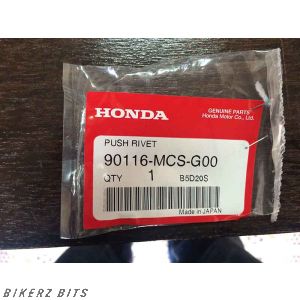 HONDA
GENUINE PARTS
Honda Motor Co., Ltd.
PUSH RIVET
90116-MCS-G00
QTY 1 B5D20S
Made in JAPAN
BIKERZ BITS